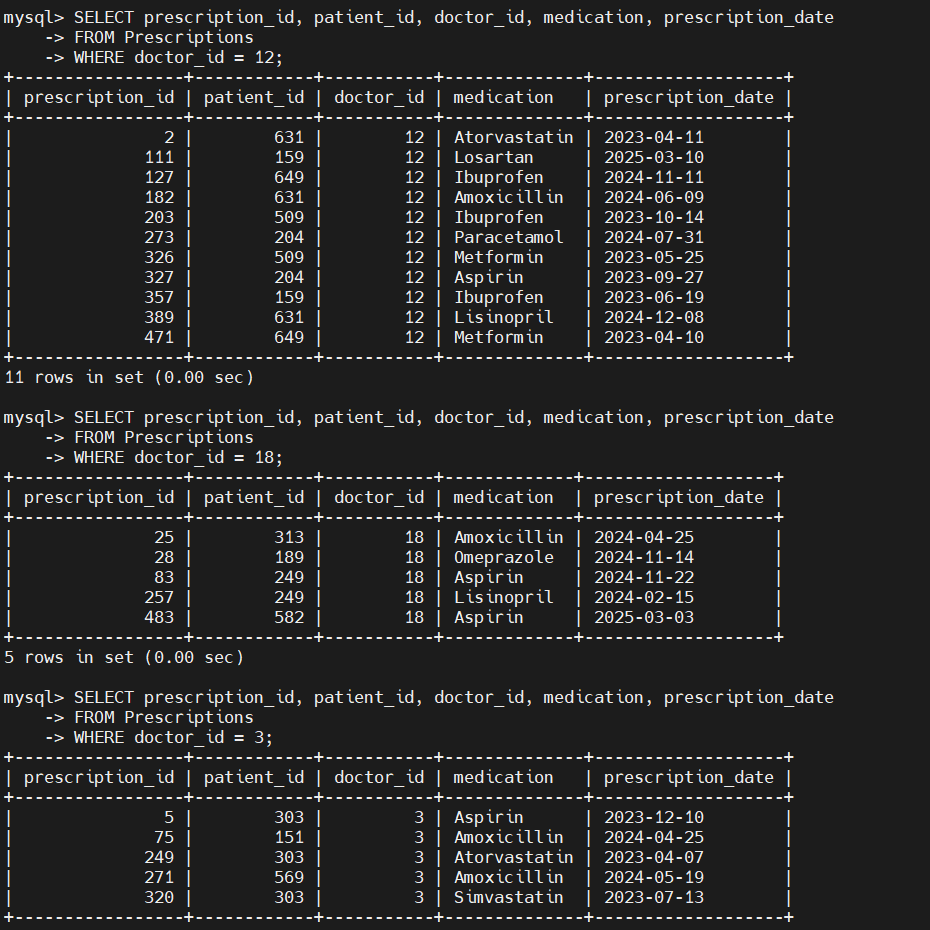 mysql> SELECT prescription_id, patient_id, doctor_id, medication, prescription_date
    -> FROM Prescriptions
    -> WHERE doctor_id = 12;
+-----------------+------------+-----------+--------------+-------------------+
| prescription_id | patient_id | doctor_id | medication   | prescription_date |
+-----------------+------------+-----------+--------------+-------------------+
|               2 |        631 |        12 | Atorvastatin | 2023-04-11        |
|             111 |        159 |        12 | Losartan     | 2025-03-10        |
|             127 |        649 |        12 | Ibuprofen    | 2024-11-11        |
|             182 |        631 |        12 | Amoxicillin  | 2024-06-09        |
|             203 |        509 |        12 | Ibuprofen    | 2023-10-14        |
|             273 |        204 |        12 | Paracetamol  | 2024-07-31        |
|             326 |        509 |        12 | Metformin    | 2023-05-25        |
|             327 |        204 |        12 | Aspirin      | 2023-09-27        |
|             357 |        159 |        12 | Ibuprofen    | 2023-06-19        |
|             389 |        631 |        12 | Lisinopril   | 2024-12-08        |
|             471 |        649 |        12 | Metformin    | 2023-04-10        |
+-----------------+------------+-----------+--------------+-------------------+
11 rows in set (0.00 sec)

mysql> SELECT prescription_id, patient_id, doctor_id, medication, prescription_date
    -> FROM Prescriptions
    -> WHERE doctor_id = 18;
+-----------------+------------+-----------+-------------+-------------------+
| prescription_id | patient_id | doctor_id | medication  | prescription_date |
+-----------------+------------+-----------+-------------+-------------------+
|              25 |        313 |        18 | Amoxicillin | 2024-04-25        |
|              28 |        189 |        18 | Omeprazole  | 2024-11-14        |
|              83 |        249 |        18 | Aspirin     | 2024-11-22        |
|             257 |        249 |        18 | Lisinopril  | 2024-02-15        |
|             483 |        582 |        18 | Aspirin     | 2025-03-03        |
+-----------------+------------+-----------+-------------+-------------------+
5 rows in set (0.00 sec)

mysql> SELECT prescription_id, patient_id, doctor_id, medication, prescription_date
    -> FROM Prescriptions
    -> WHERE doctor_id = 3;
+-----------------+------------+-----------+--------------+-------------------+
| prescription_id | patient_id | doctor_id | medication   | prescription_date |
+-----------------+------------+-----------+--------------+-------------------+
|               5 |        303 |         3 | Aspirin      | 2023-12-10        |
|              75 |        151 |         3 | Amoxicillin  | 2024-04-25        |
|             249 |        303 |         3 | Atorvastatin | 2023-04-07        |
|             271 |        569 |         3 | Amoxicillin  | 2024-05-19        |
|             320 |        303 |         3 | Simvastatin  | 2023-07-13        |
+-----------------+------------+-----------+--------------+-------------------+